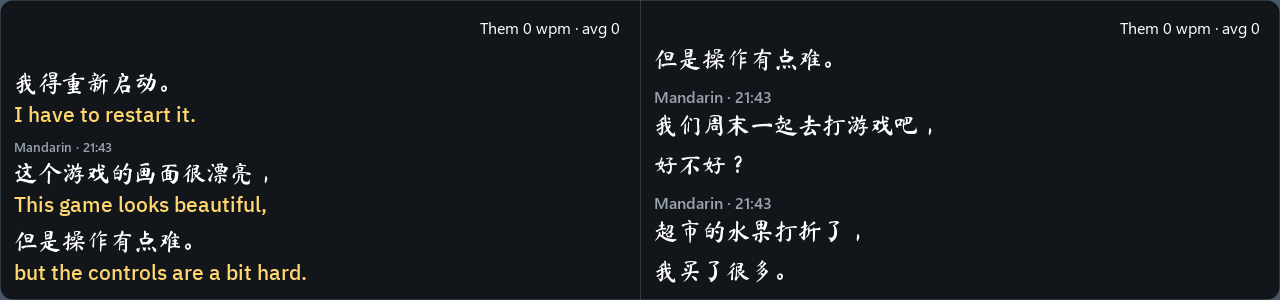 Them 0 wpm · avg 0
我得重新启动。
I have to restart it.
Mandarin · 21:43
这个游戏的画面很漂亮，
This game looks beautiful,
但是操作有点难。
but the controls are a bit hard.
Them 0 wpm · avg 0
但是操作有点难。
Mandarin · 21:43
我们周末一起去打游戏吧，
好不好？
Mandarin · 21:43
超市的水果打折了，
我买了很多。